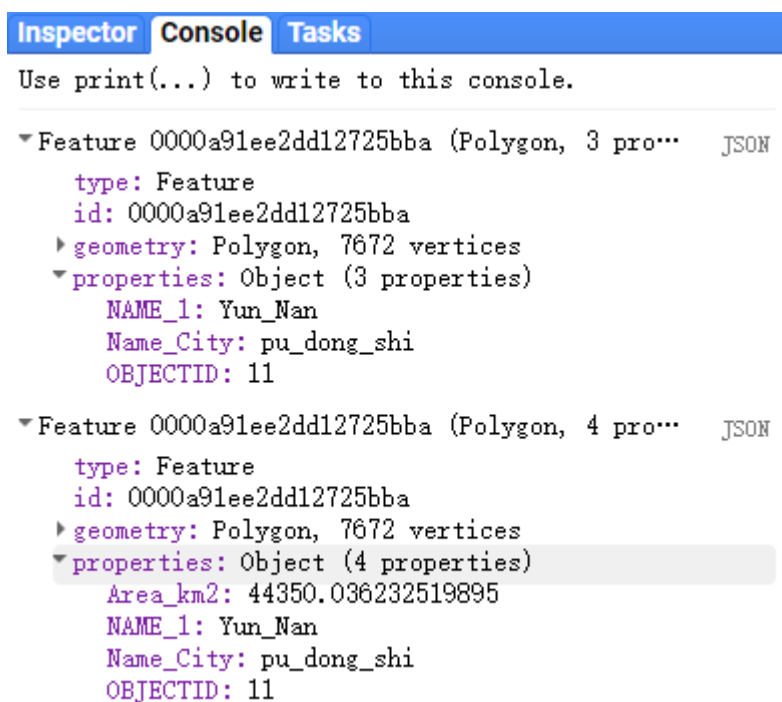 Inspector Console Tasks
Use print(...) to write to this console.
Feature 0000a91ee2dd12725bba (Polygon, 3 pro… JSON
type: Feature
id: 0000a91ee2dd12725bba
geometry: Polygon, 7672 vertices
properties: Object (3 properties)
NAME_1: Yun_Nan
Name_City: pu_dong_shi
OBJECTID: 11
Feature 0000a91ee2dd12725bba (Polygon, 4 pro… JSON
type: Feature
id: 0000a91ee2dd12725bba
geometry: Polygon, 7672 vertices
properties: Object (4 properties)
Area_km2: 44350.036232519895
NAME_1: Yun_Nan
Name_City: pu_dong_shi
OBJECTID: 11